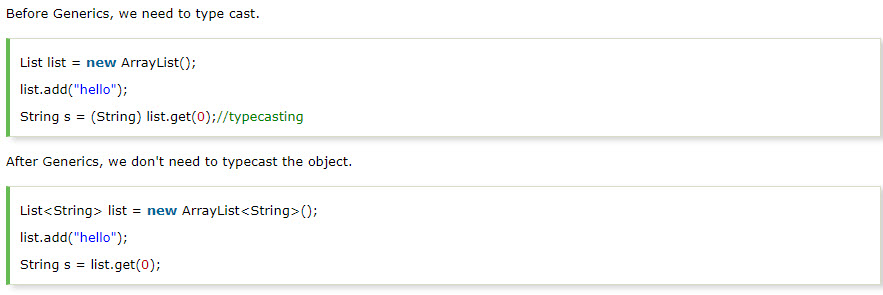 Before Generics, we need to type cast.
List list = new ArrayList();
list.add("hello");
String s = (String) list.get(0);//typecasting
After Generics, we don't need to typecast the object.
List<String> list = new ArrayList<String>();
list.add("hello");
String s = list.get(0);